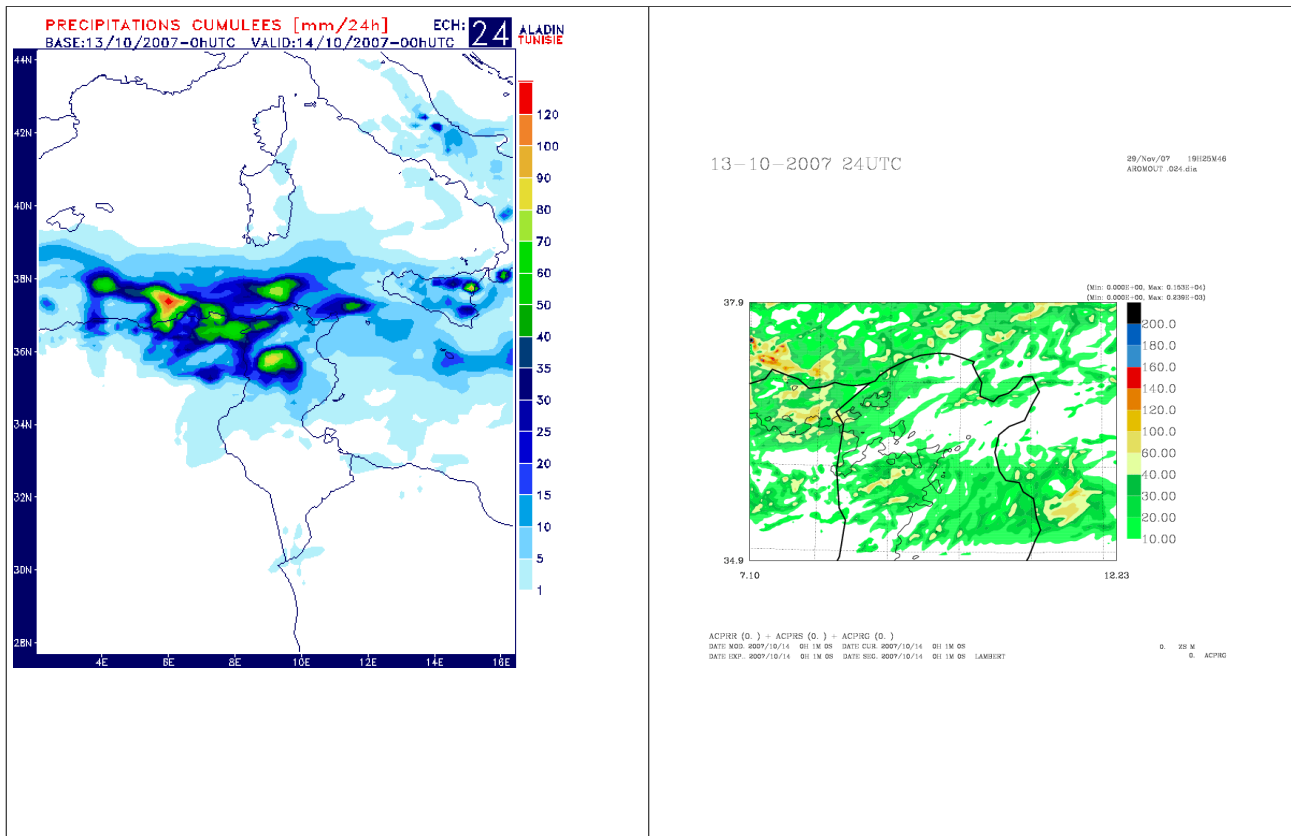 PRECIPITATIONS CUMULEES [mm/24h]
ECH: 24
ALADIN
TUNISIE
BASE:13/10/2007-0hUTC VALID:14/10/2007-00hUTC
44N
42N
40N
38N
36N
34N
32N
30N
28N
4E 6E 8E 10E 12E 14E 16E
120
100
90
80
70
60
50
40
35
30
25
20
15
10
5
1
13-10-2007 24UTC
29/Nov/07 19H25M46
AROMOUT .024.dia
(Min: 0.000E+00, Max: 0.153E+04)
(Min: 0.000E+00, Max: 0.239E+03)
37.9
34.9
7.10
12.23
200.0
180.0
160.0
140.0
120.0
100.0
60.00
40.00
30.00
20.00
10.00
ACPRR (0. ) + ACPRS (0. ) + ACPRG (0. )
DATE MOD. 2007/10/14 0H 1M 0S DATE CUR. 2007/10/14 0H 1M 0S
DATE EXP. 2007/10/14 0H 1M 0S DATE SEG. 2007/10/14 0H 1M 0S LAMBERT
0. ZS M
0. ACPRG